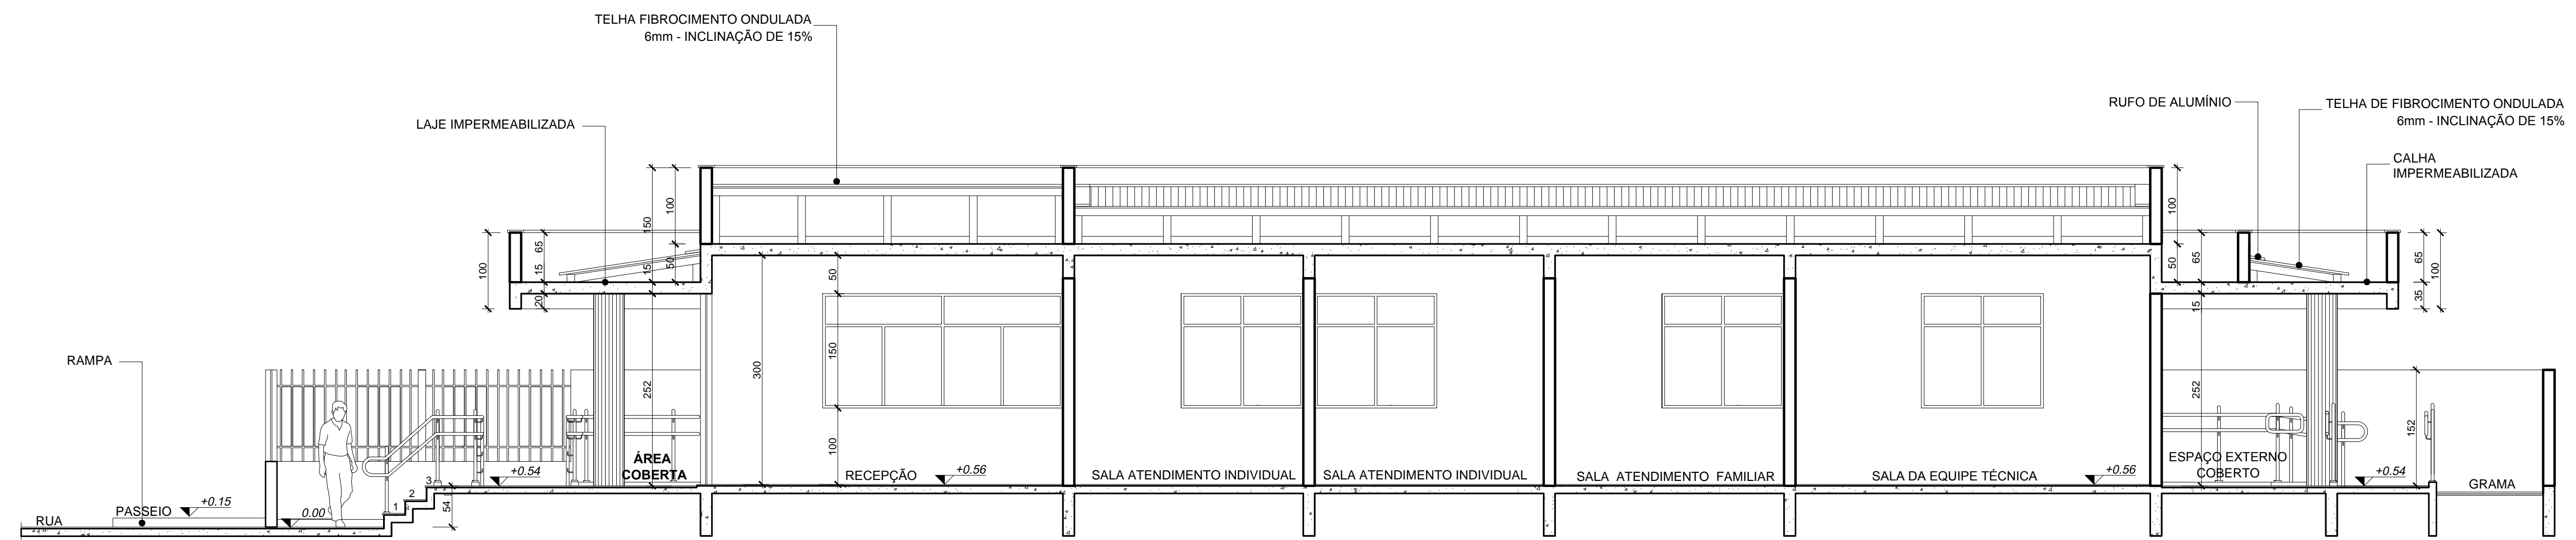 TELHA FIBROCIMENTO ONDULADA
6mm - INCLINAÇÃO DE 15%
RUFO DE ALUMÍNIO
TELHA DE FIBROCIMENTO ONDULADA
6mm - INCLINAÇÃO DE 15%
LAJE IMPERMEABILIZADA
CALHA
IMPERMEABILIZADA
100
65
15
20
150
15
252
100
50
300
50
150
100
100
50
65
15
252
65
35
100
152
RAMPA
ÁREA
COBERTA
RECEPÇÃO
+0.56
SALA ATENDIMENTO INDIVIDUAL
SALA ATENDIMENTO INDIVIDUAL
SALA ATENDIMENTO FAMILIAR
SALA DA EQUIPE TÉCNICA
+0.56
ESPAÇO EXTERNO
COBERTO
+0.54
GRAMA
+0.54
3
2
1
54
RUA
PASSEIO
+0.15
0.00